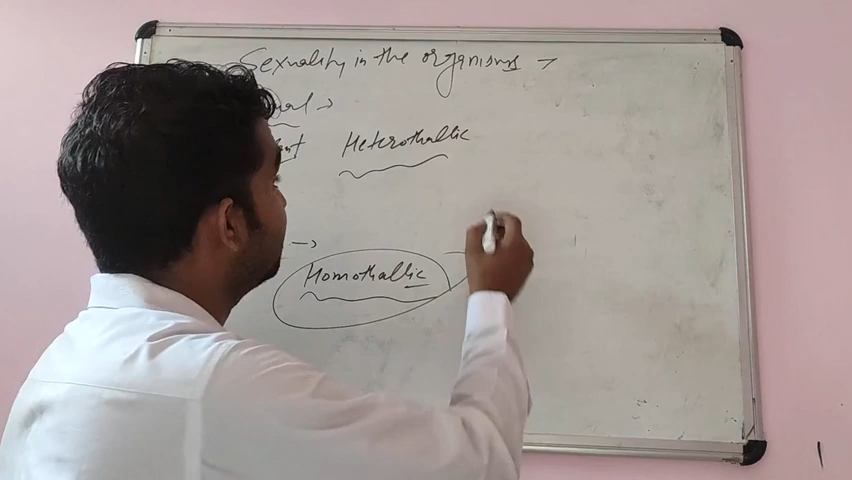 Sexuality in the organisms →
→
Heterothallic
→
Homothallic